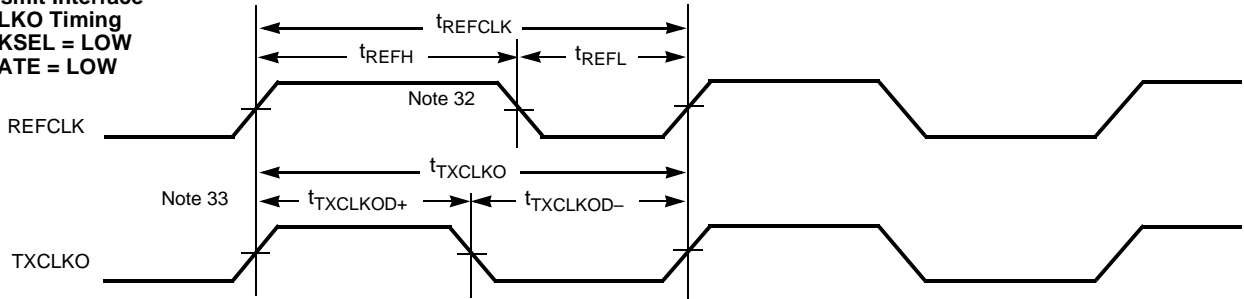 LKO Timing
KSEL = LOW
ATE = LOW
tREFCLK
tREFH
tREFL
Note 32
REFCLK
tTXCLKO
Note 33
tTXCLKOD+
tTXCLKOD–
TXCLKO